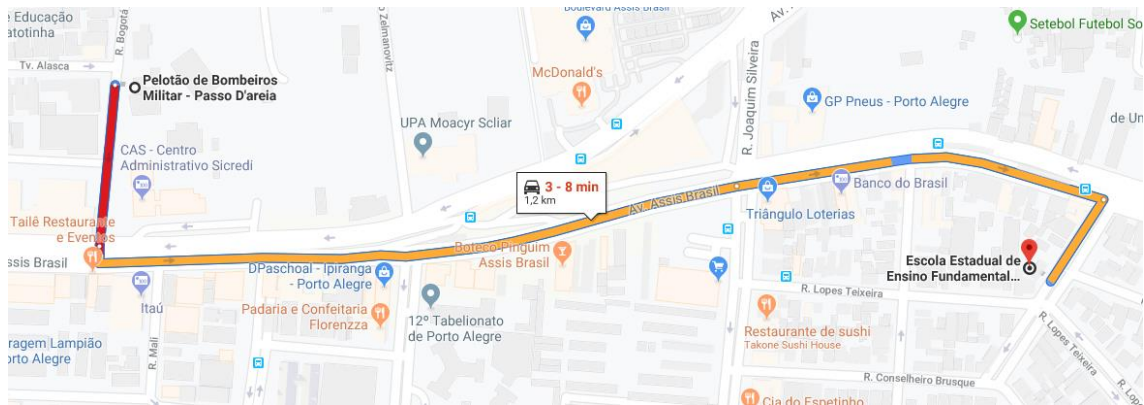 Educação
atotinha
R. Bogotá
Tv. Alasca
Pelotão de Bombeiros
Militar - Passo D'areia
Zelmanovitz
Boulevard Assis Brasil
McDonald's
UPA Moacyr Scliar
CAS - Centro
Administrativo Sicredi
R. Joaquim Silveira
Av.
Setebol Futebol So
GP Pneus - Porto Alegre
de Un
3 - 8 min
1,2 km
Av. Assis Brasil
Banco do Brasil
Triângulo Loterias
Tailê Restaurante
e Eventos
ssis Brasil
Itaú
DPaschoal - Ipiranga
- Porto Alegre
Boteco Pinguim
Assis Brasil
Padaria e Confeitaria
Florenzza
12º Tabelionato
de Porto Alegre
ragem Lampião
orto Alegre
R. Mali
Escola Estadual de
Ensino Fundamental...
R. Lopes Teixeira
R. Lopes Teixeira
Restaurante de sushi
Takone Sushi House
R. Conselheiro Brusque
Cia do Espetinho